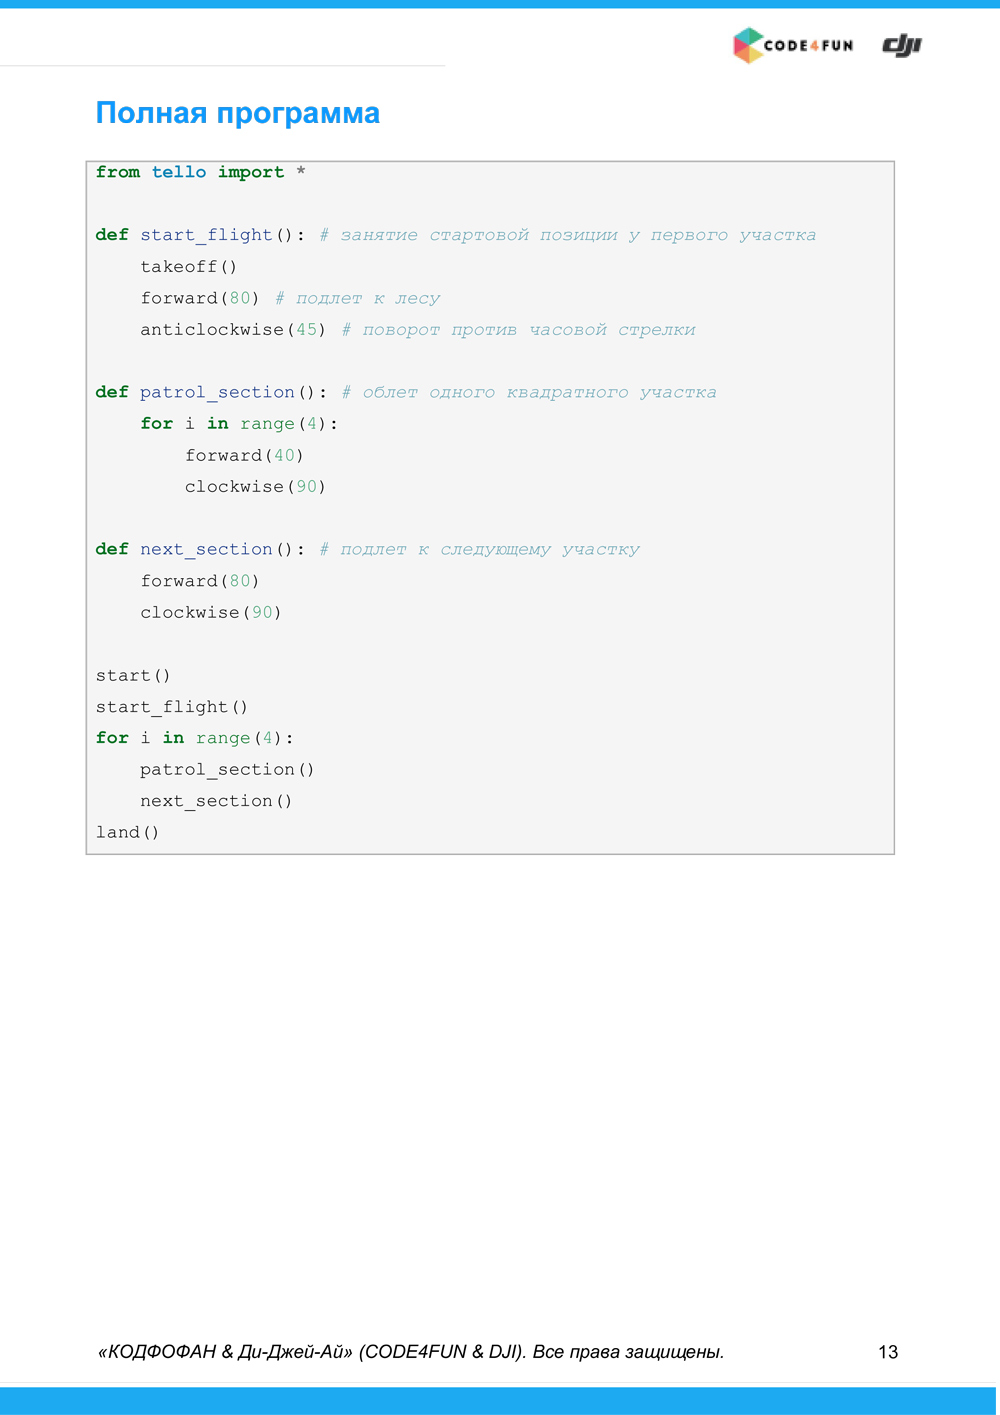 CODE4FUN dji
Полная программа
from tello import *
def start_flight(): # занятие стартовой позиции у первого участка
    takeoff()
    forward(80) # подлет к лесу
    anticlockwise(45) # поворот против часовой стрелки
def patrol_section(): # облет одного квадратного участка
    for i in range(4):
        forward(40)
        clockwise(90)
def next_section(): # подлет к следующему участку
    forward(80)
    clockwise(90)
start()
start_flight()
for i in range(4):
    patrol_section()
    next_section()
land()
«КОДФОФАН & Ди-Джей-Ай» (CODE4FUN & DJI). Все права защищены. 13